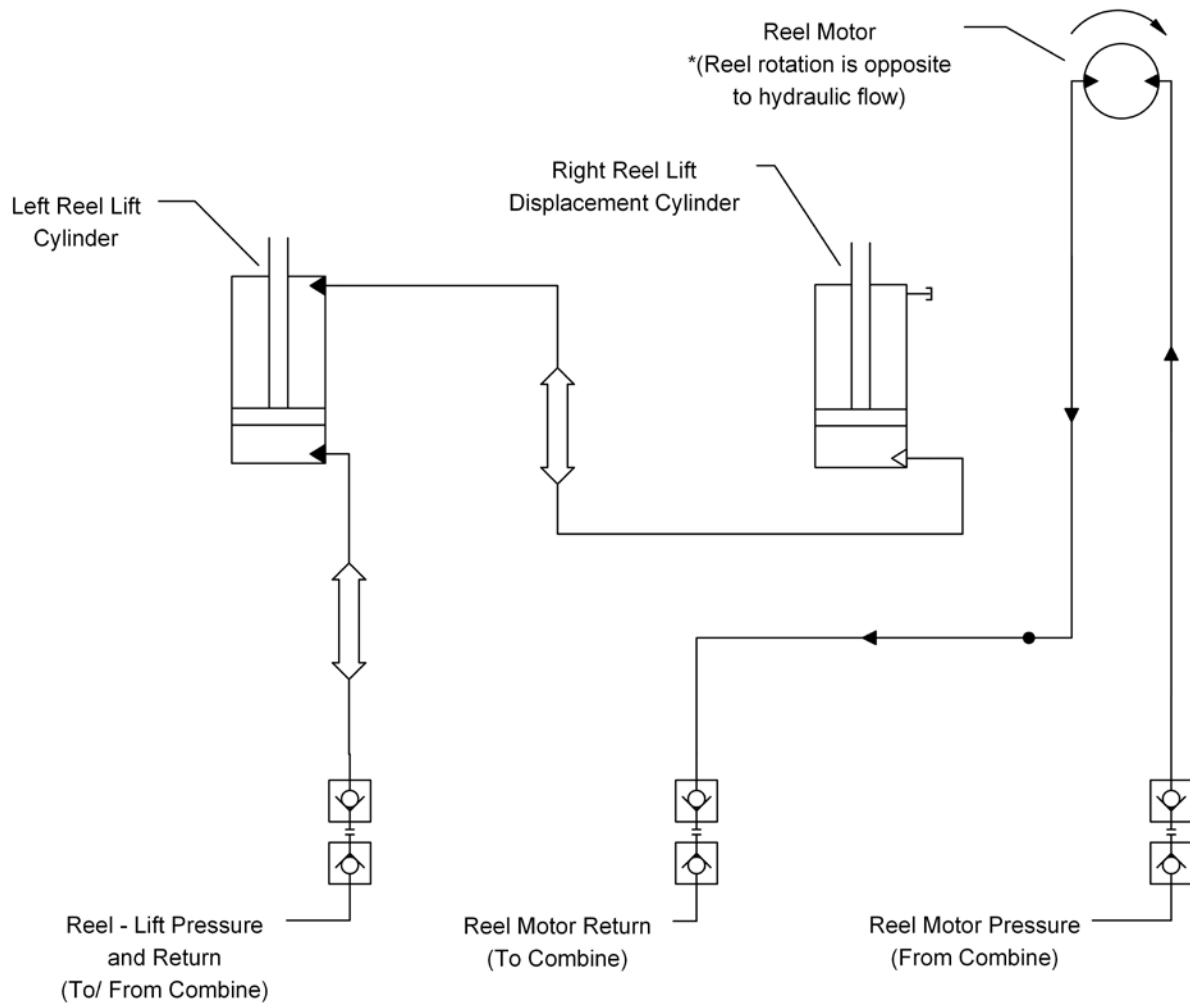 Reel Motor
*(Reel rotation is opposite
to hydraulic flow)
Right Reel Lift
Displacement Cylinder
Left Reel Lift
Cylinder
Reel - Lift Pressure
and Return
(To/ From Combine)
Reel Motor Return
(To Combine)
Reel Motor Pressure
(From Combine)